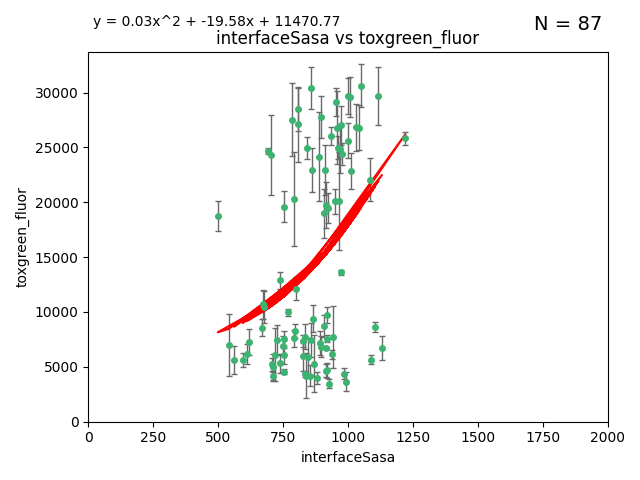 y = 0.03x^2 + -19.58x + 11470.77
N = 87
interfaceSasa vs toxgreen_fluor
toxgreen_fluor
30000
25000
20000
15000
10000
5000
0
0 250 500 750 1000 1250 1500 1750 2000
interfaceSasa